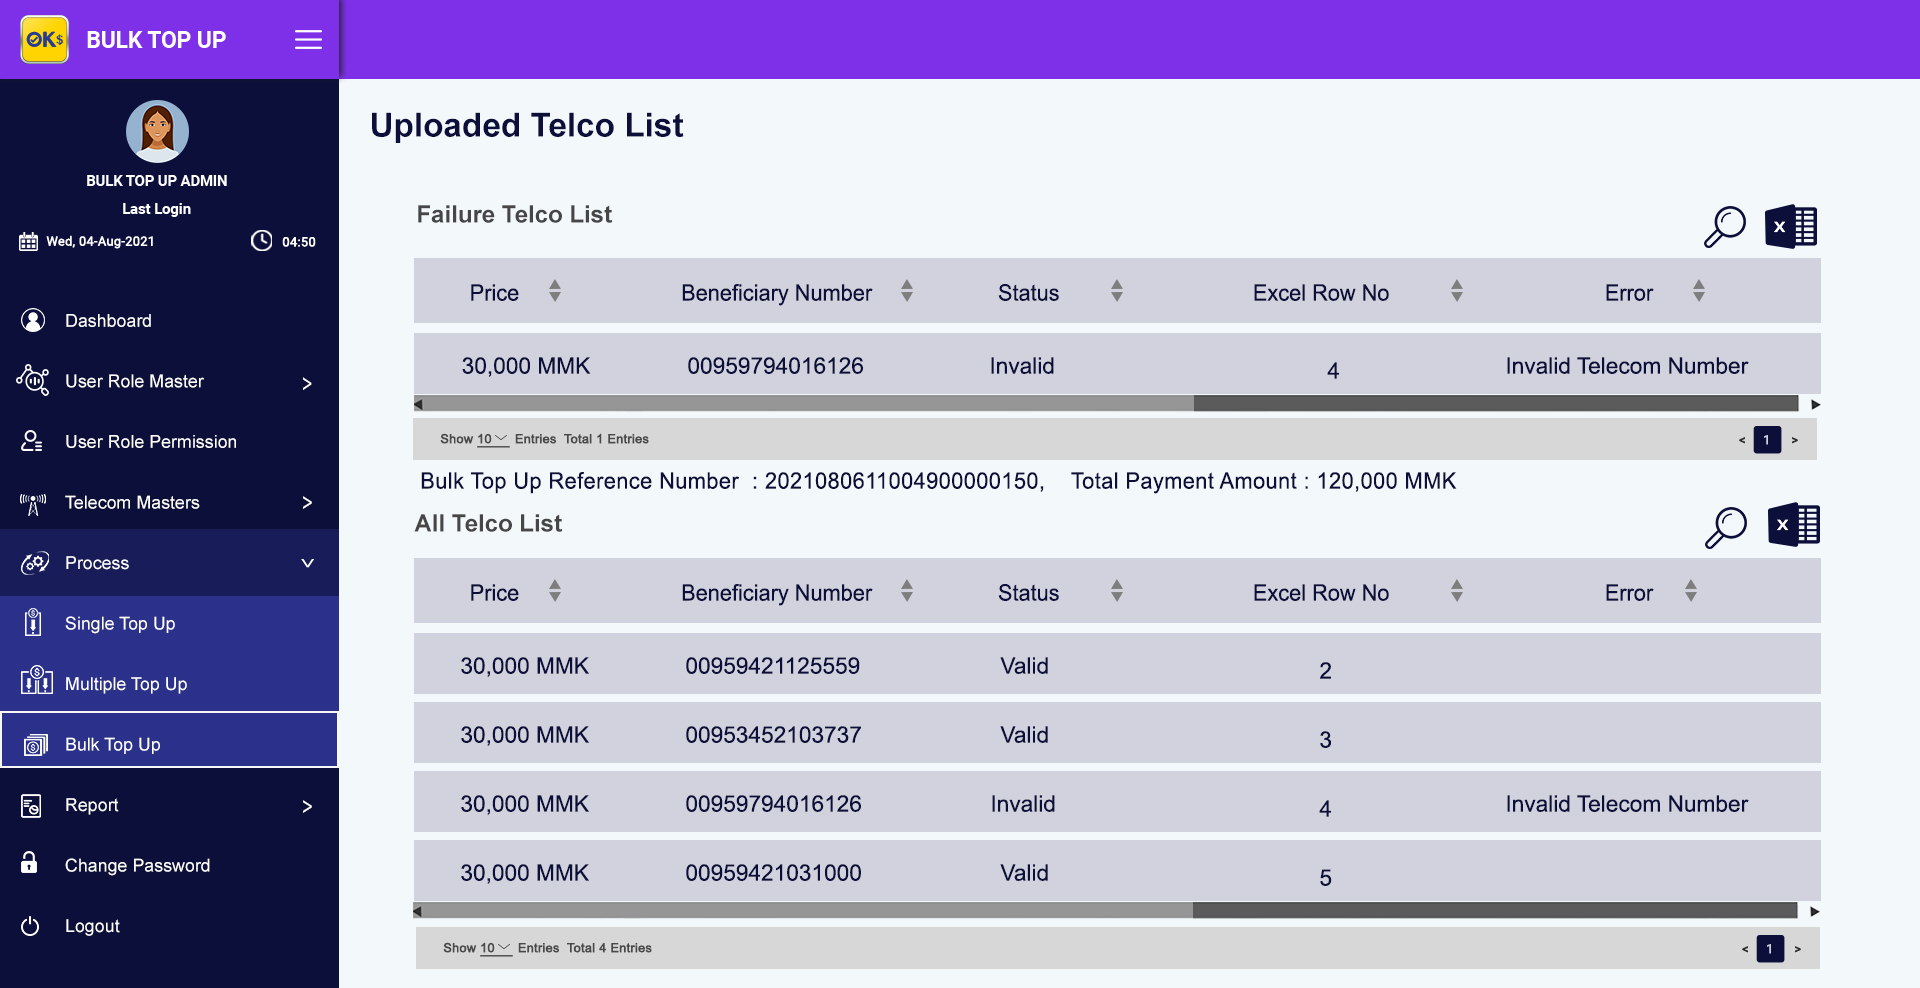 OK$ BULK TOP UP
BULK TOP UP ADMIN
Last Login
Wed, 04-Aug-2021 04:50
Dashboard
User Role Master >
User Role Permission
Telecom Masters >
Process
Single Top Up
Multiple Top Up
Bulk Top Up
Report >
Change Password
Logout
Uploaded Telco List
Failure Telco List
X
Price Beneficiary Number Status Excel Row No Error
30,000 MMK 00959794016126 Invalid 4 Invalid Telecom Number
Show 10 Entries Total 1 Entries < 1 >
Bulk Top Up Reference Number : 2021080611004900000150, Total Payment Amount : 120,000 MMK
All Telco List
X
Price Beneficiary Number Status Excel Row No Error
30,000 MMK 00959421125559 Valid 2
30,000 MMK 00953452103737 Valid 3
30,000 MMK 00959794016126 Invalid 4 Invalid Telecom Number
30,000 MMK 00959421031000 Valid 5
Show 10 Entries Total 4 Entries < 1 >